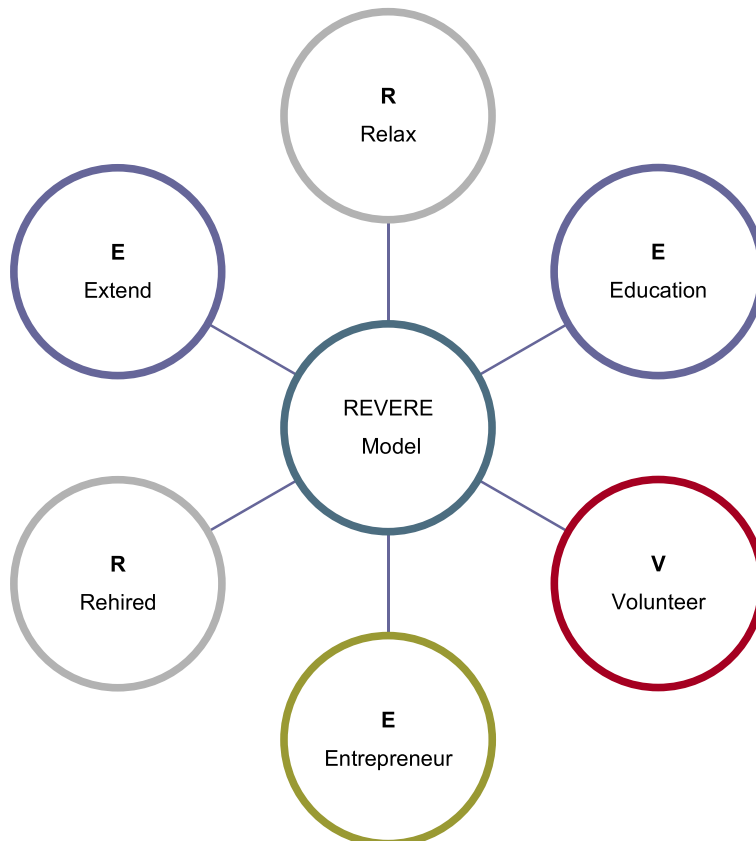 R
Relax
E
Education
V
Volunteer
E
Entrepreneur
R
Rehired
E
Extend
REVERE
Model